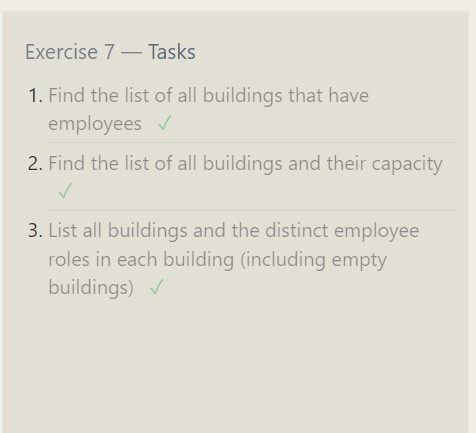 Exercise 7 — Tasks
1. Find the list of all buildings that have
employees ✓
2. Find the list of all buildings and their capacity
✓
3. List all buildings and the distinct employee
roles in each building (including empty
buildings) ✓